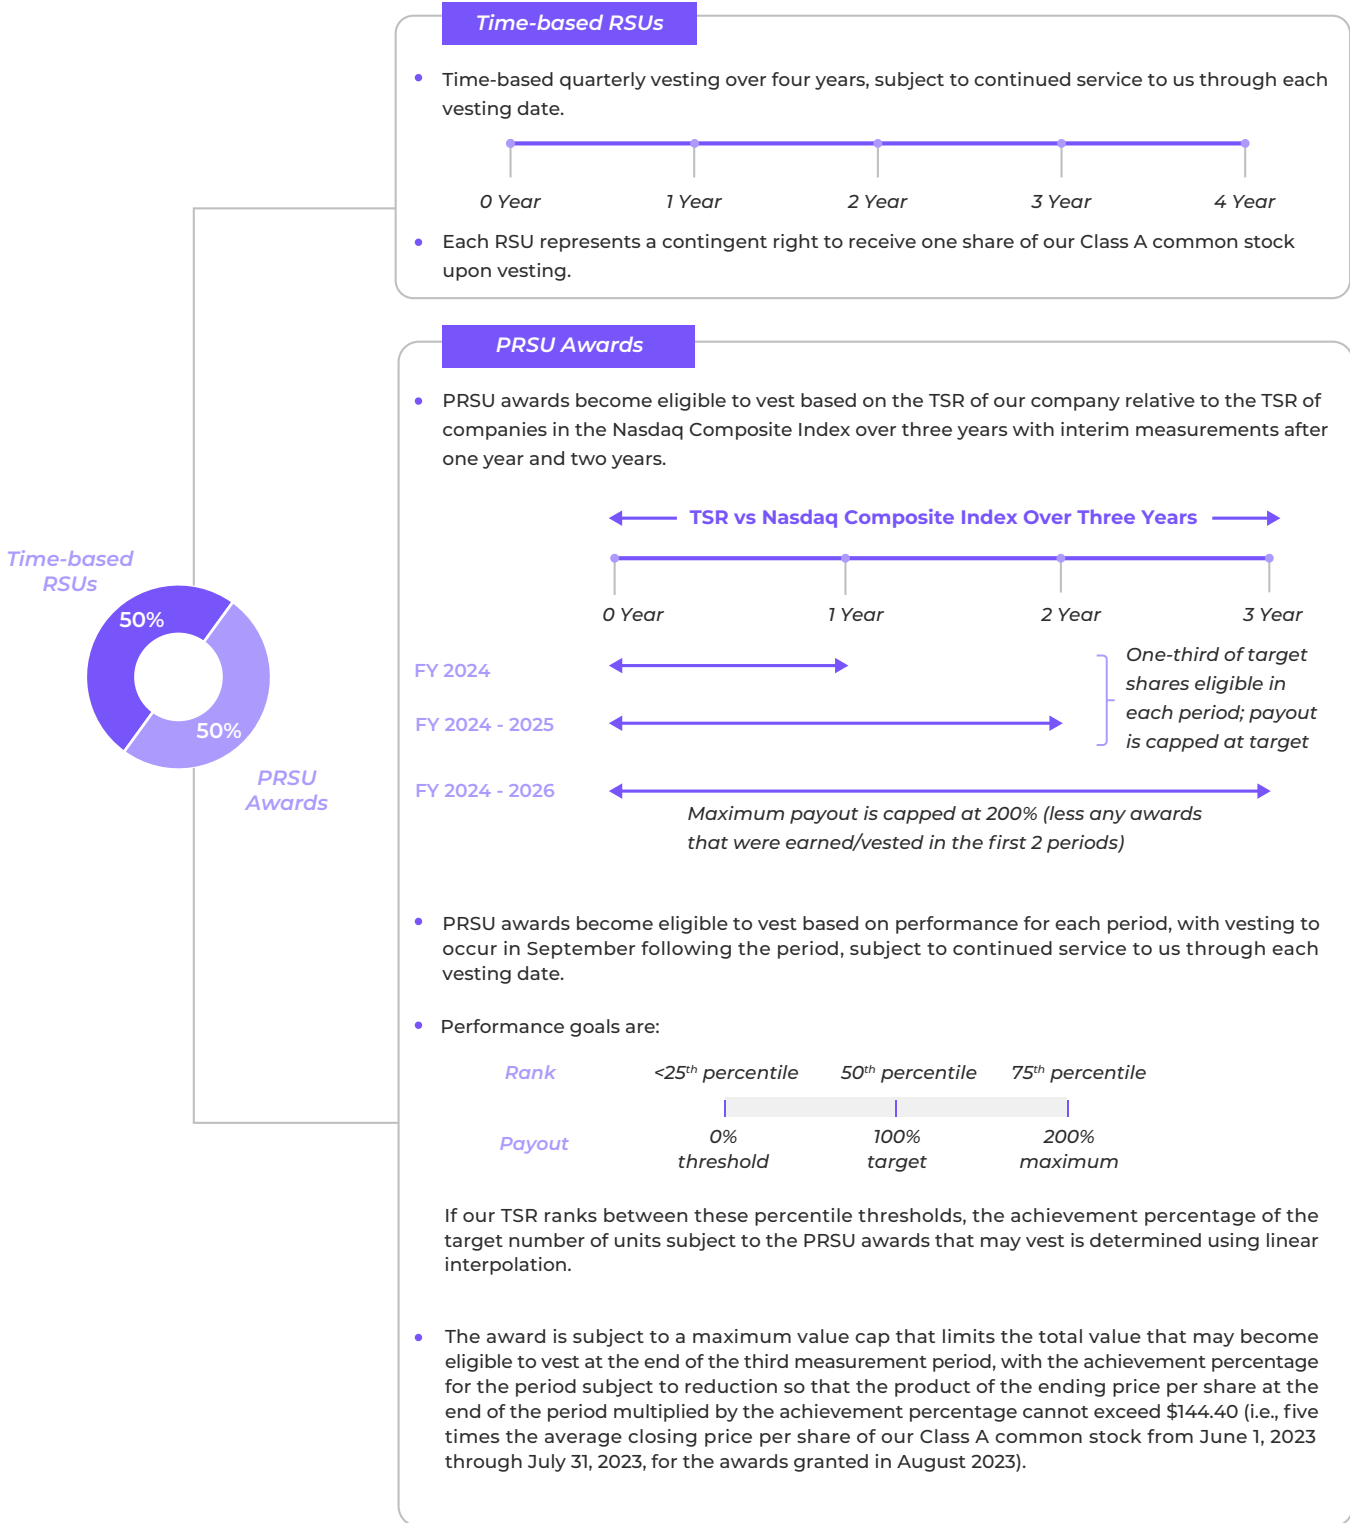 Time-based RSUs
Time-based quarterly vesting over four years, subject to continued service to us through each
vesting date.
0 Year 1 Year 2 Year 3 Year 4 Year
Each RSU represents a contingent right to receive one share of our Class A common stock
upon vesting.
PRSU Awards
PRSU awards become eligible to vest based on the TSR of our company relative to the TSR of
companies in the Nasdaq Composite Index over three years with interim measurements after
one year and two years.
TSR vs Nasdaq Composite Index Over Three Years
0 Year 1 Year 2 Year 3 Year
Time-based
RSUs
50%
50%
PRSU
Awards
FY 2024
FY 2024 - 2025
One-third of target
shares eligible in
each period; payout
is capped at target
FY 2024 - 2026
Maximum payout is capped at 200% (less any awards
that were earned/vested in the first 2 periods)
PRSU awards become eligible to vest based on performance for each period, with vesting to
occur in September following the period, subject to continued service to us through each
vesting date.
Performance goals are:
Rank <25th percentile 50th percentile 75th percentile
Payout 0% 100% 200%
threshold target maximum
If our TSR ranks between these percentile thresholds, the achievement percentage of the
target number of units subject to the PRSU awards that may vest is determined using linear
interpolation.
The award is subject to a maximum value cap that limits the total value that may become
eligible to vest at the end of the third measurement period, with the achievement percentage
for the period subject to reduction so that the product of the ending price per share at the
end of the period multiplied by the achievement percentage cannot exceed $144.40 (i.e., five
times the average closing price per share of our Class A common stock from June 1, 2023
through July 31, 2023, for the awards granted in August 2023).